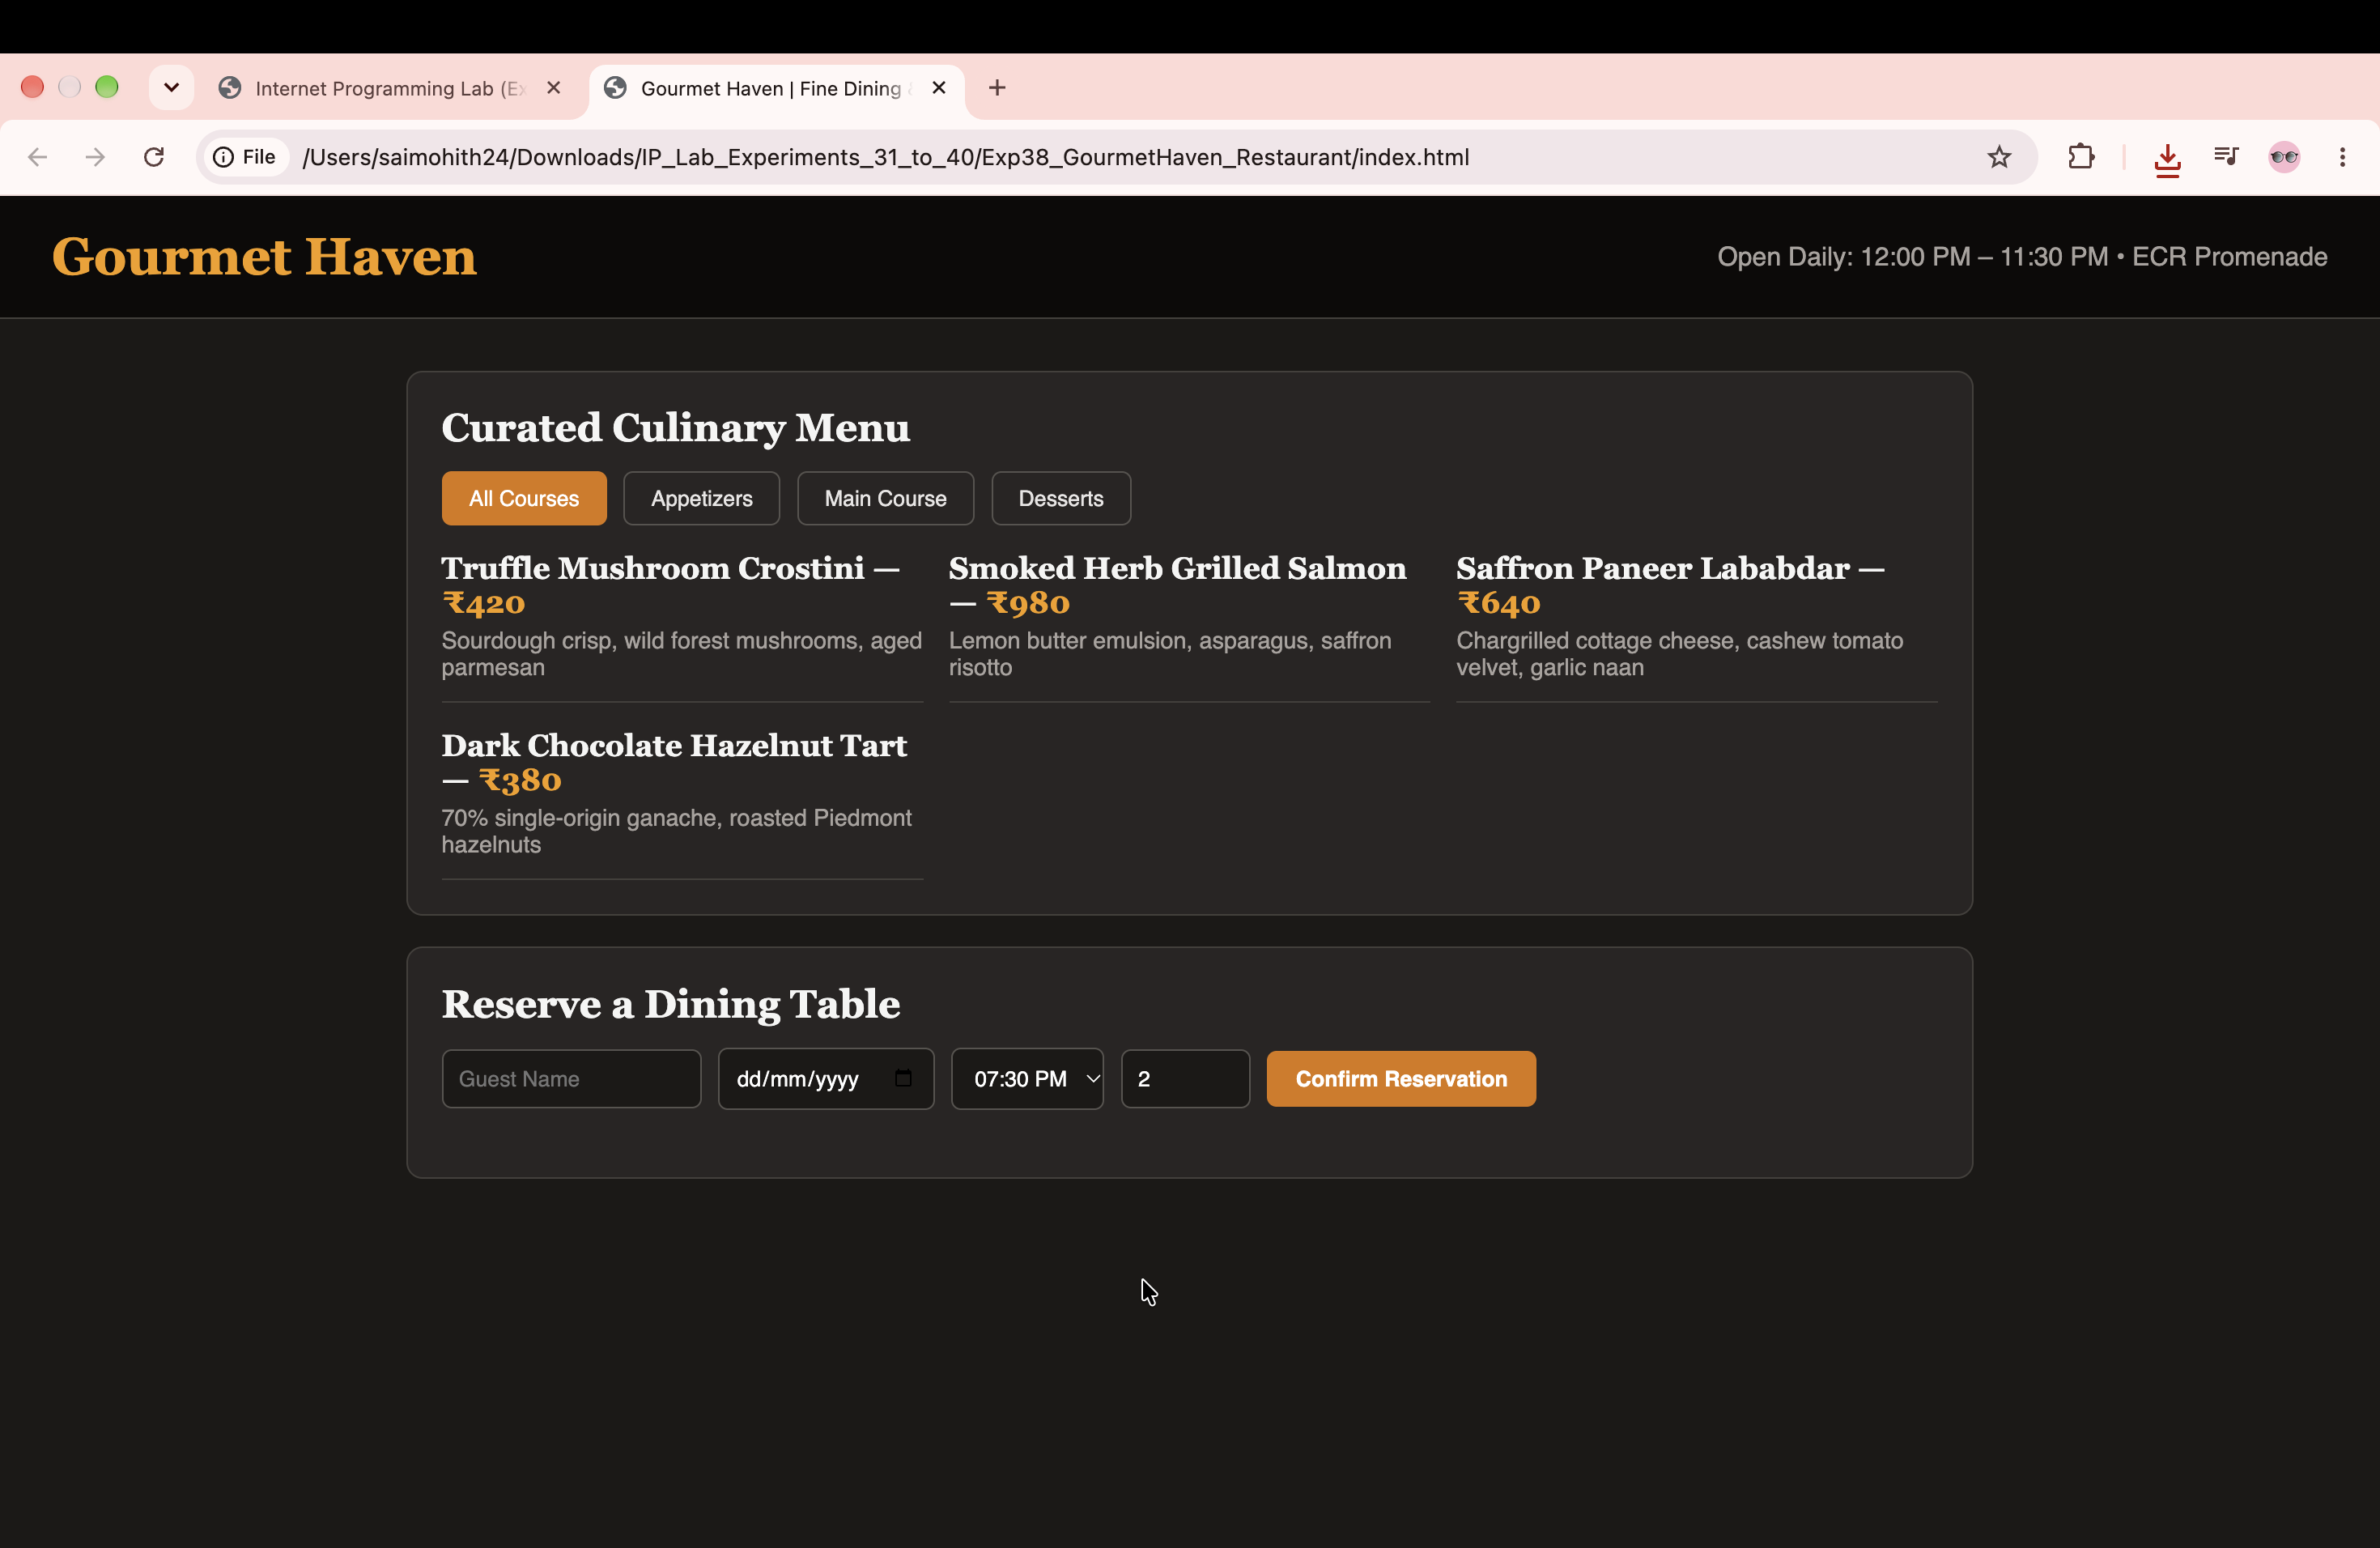 Internet Programming Lab (Ex
Gourmet Haven | Fine Dining
File
/Users/saimohith24/Downloads/IP_Lab_Experiments_31_to_40/Exp38_GourmetHaven_Restaurant/index.html
Gourmet Haven
Open Daily: 12:00 PM – 11:30 PM • ECR Promenade
Curated Culinary Menu
All Courses
Appetizers
Main Course
Desserts
Truffle Mushroom Crostini —
₹420
Sourdough crisp, wild forest mushrooms, aged
parmesan
Smoked Herb Grilled Salmon
— ₹980
Lemon butter emulsion, asparagus, saffron
risotto
Saffron Paneer Lababdar —
₹640
Chargrilled cottage cheese, cashew tomato
velvet, garlic naan
Dark Chocolate Hazelnut Tart
— ₹380
70% single-origin ganache, roasted Piedmont
hazelnuts
Reserve a Dining Table
Guest Name
dd/mm/yyyy
07:30 PM
2
Confirm Reservation